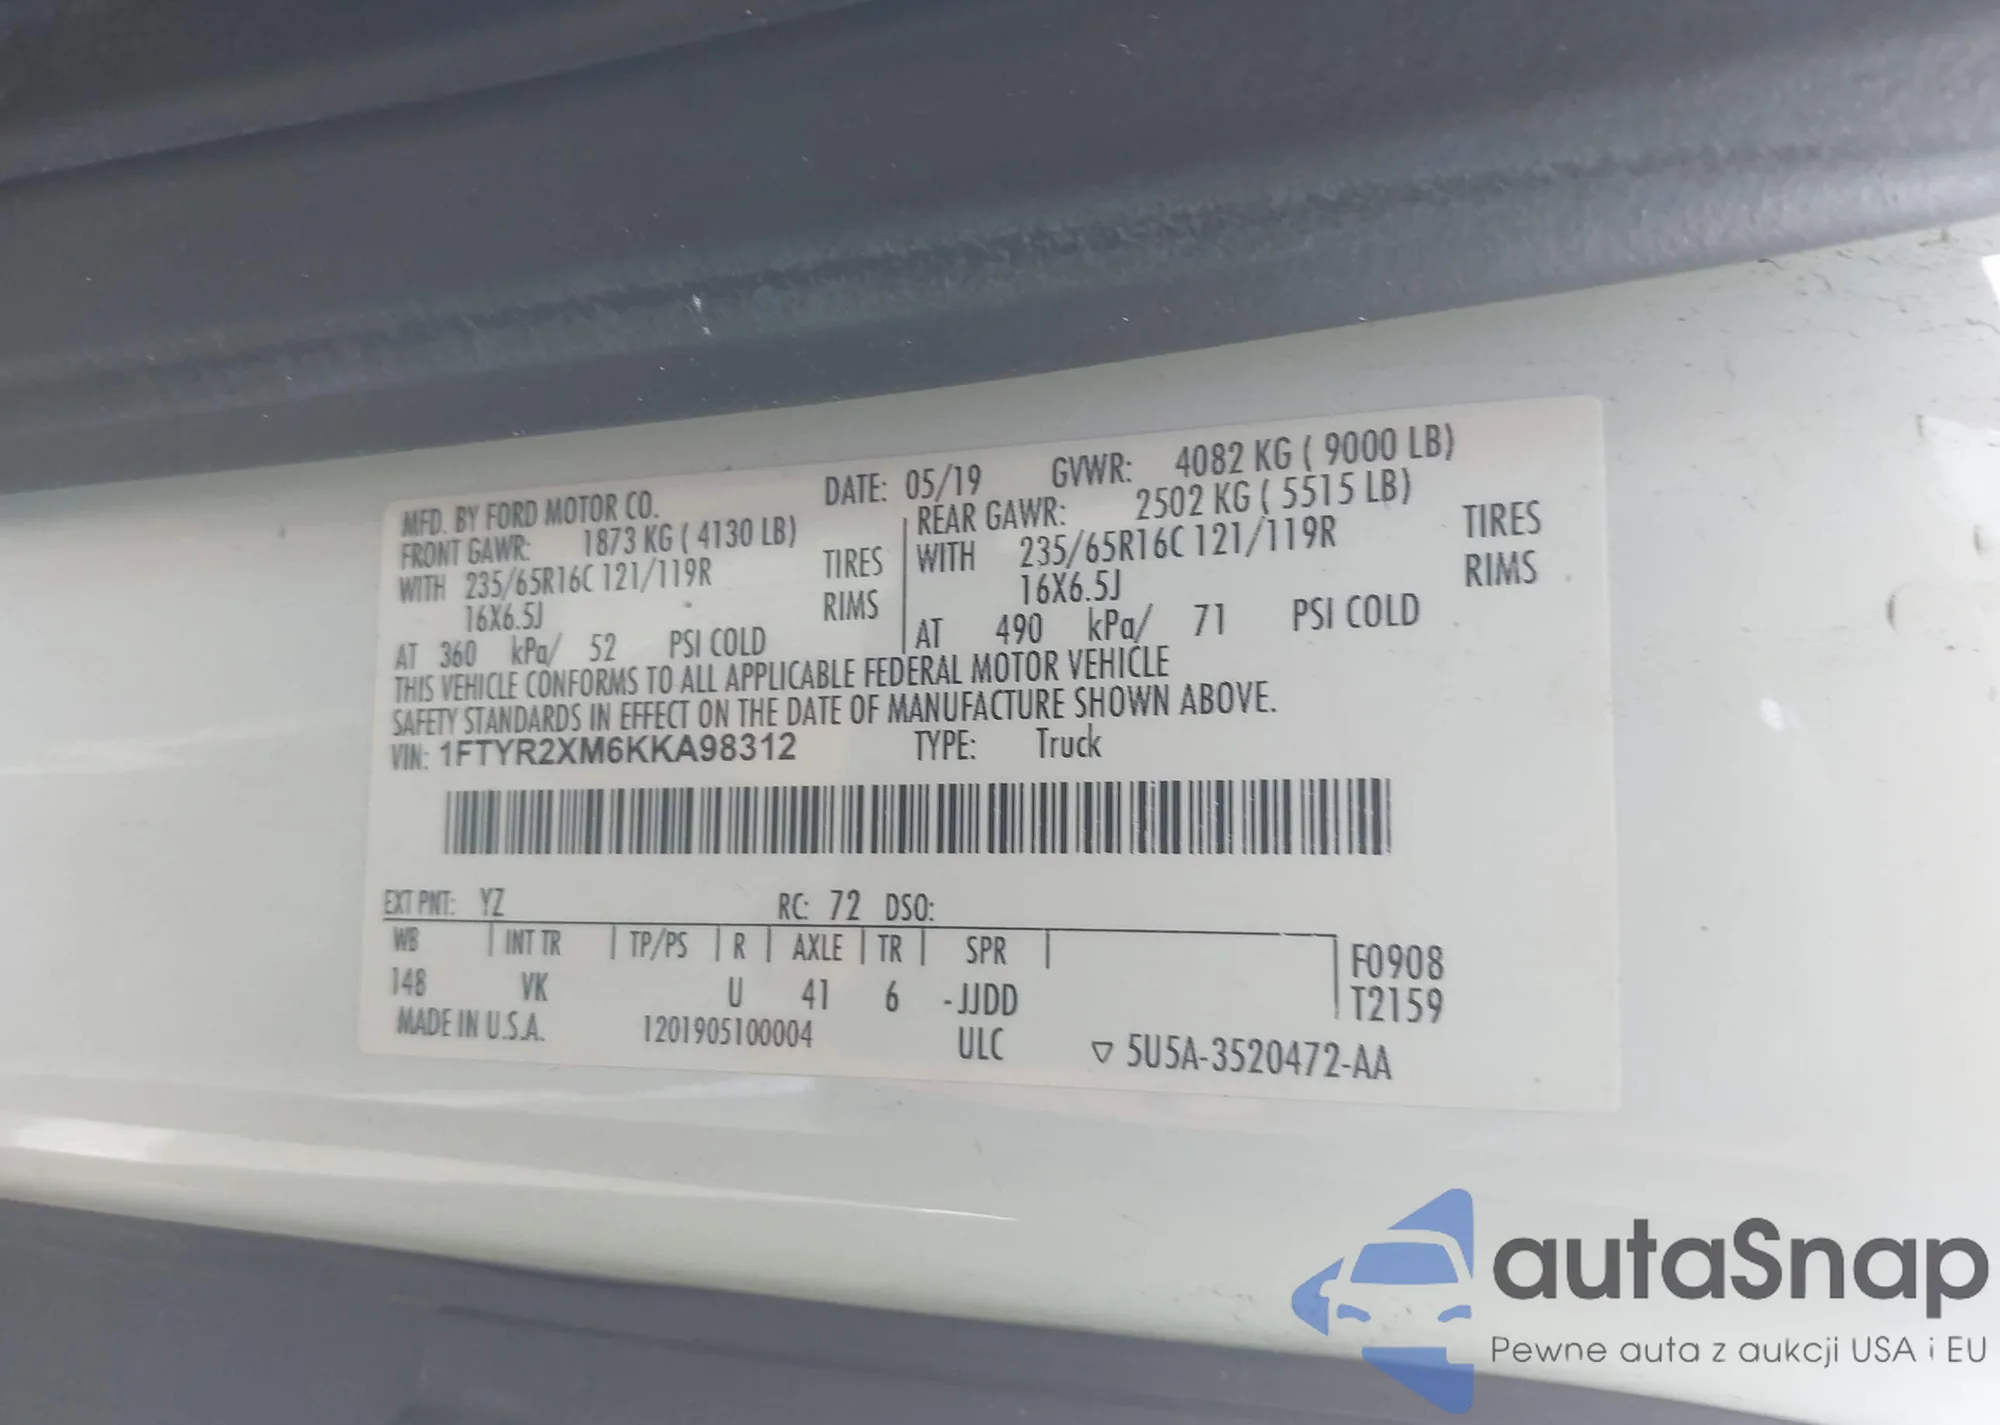 MFD. BY FORD MOTOR CO. DATE: 05/19 GVWR: 4082 KG ( 9000 LB)
FRONT GAWR: 1873 KG ( 4130 LB) REAR GAWR: 2502 KG ( 5515 LB)
WITH 235/65R16C 121/119R TIRES WITH 235/65R16C 121/119R TIRES
16X6.5J RIMS 16X6.5J RIMS
AT 360 kPa/ 52 PSI COLD AT 490 kPa/ 71 PSI COLD
THIS VEHICLE CONFORMS TO ALL APPLICABLE FEDERAL MOTOR VEHICLE
SAFETY STANDARDS IN EFFECT ON THE DATE OF MANUFACTURE SHOWN ABOVE.
VIN: 1FTYR2XM6KKA98312 TYPE: Truck
EXT PNT: YZ RC: 72 DSO:
WB INT TR TP/PS R AXLE TR SPR F0908
148 VK U 41 6 -JJDD T2159
MADE IN U.S.A. 1201905100004 ULC ▽ 5U5A-3520472-AA
autaSnap
Pewne auta z aukcji USA i EU